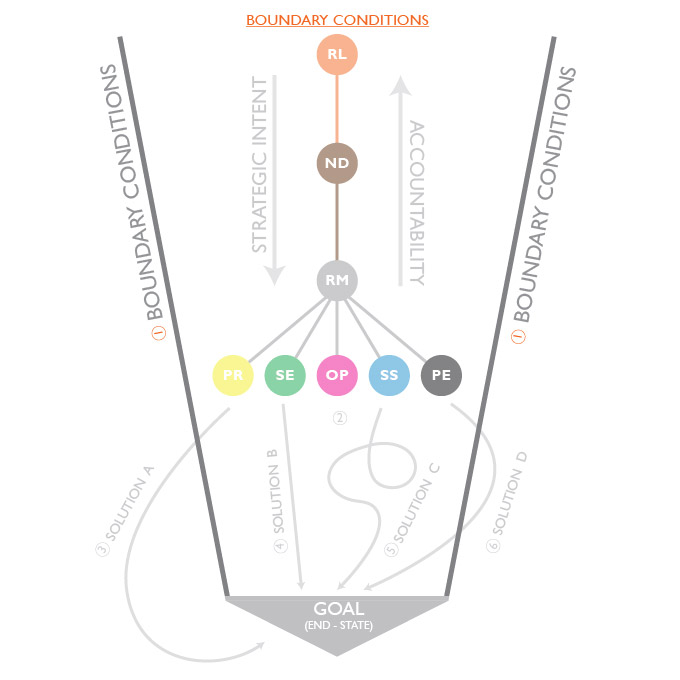 BOUNDARY CONDITIONS
RL
BOUNDARY CONDITIONS
①
STRATEGIC INTENT
ACCOUNTABILITY
BOUNDARY CONDITIONS
①
ND
RM
PR
SE
OP
SS
PE
②
③ SOLUTION A
④ SOLUTION B
⑤ SOLUTION C
⑥ SOLUTION D
GOAL
(END - STATE)